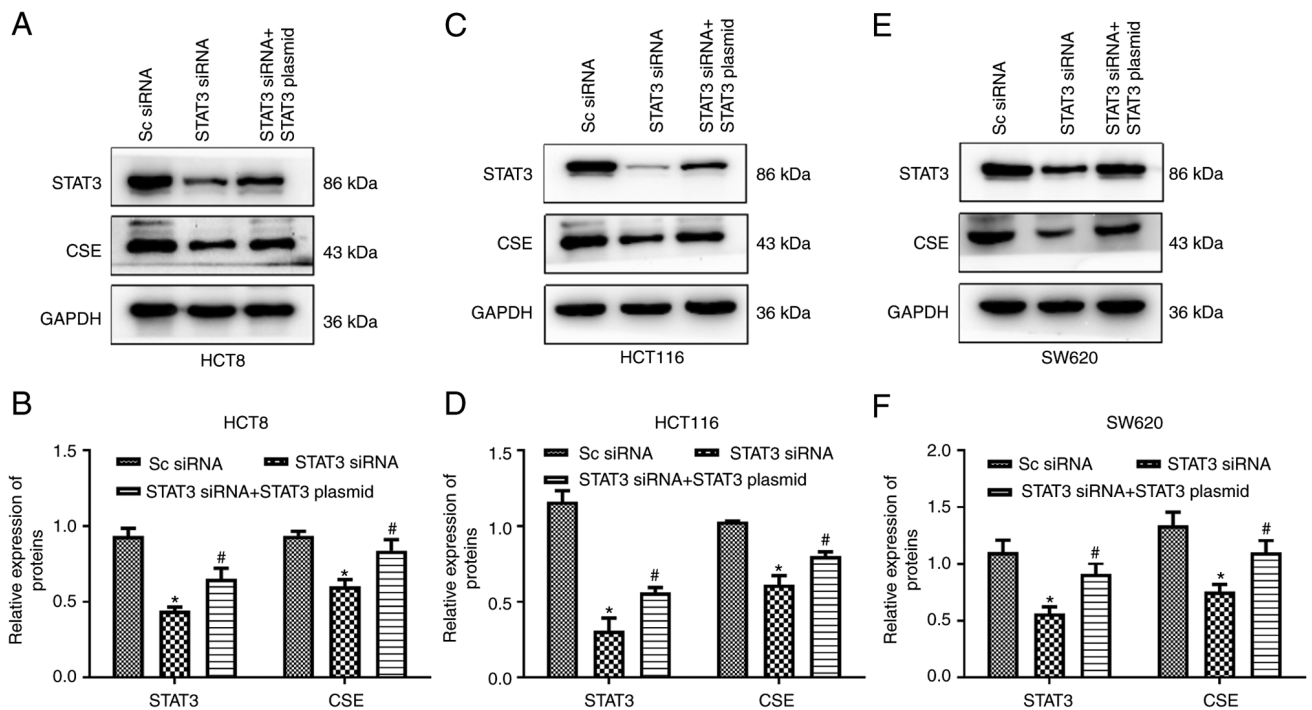 A
Sc siRNA
STAT3 siRNA
STAT3 siRNA+
STAT3 plasmid
STAT3
86 kDa
CSE
43 kDa
GAPDH
36 kDa
HCT8
C
Sc siRNA
STAT3 siRNA
STAT3 siRNA+
STAT3 plasmid
STAT3
86 kDa
CSE
43 kDa
GAPDH
36 kDa
HCT116
E
Sc siRNA
STAT3 siRNA
STAT3 siRNA+
STAT3 plasmid
STAT3
86 kDa
CSE
43 kDa
GAPDH
36 kDa
SW620
B
HCT8
Relative expression of
proteins
1.5
1.0
0.5
0.0
Sc siRNA
STAT3 siRNA
STAT3 siRNA+STAT3 plasmid
*
#
*
#
STAT3
CSE
D
HCT116
Relative expression of
proteins
1.5
1.0
0.5
0.0
Sc siRNA
STAT3 siRNA
STAT3 siRNA+STAT3 plasmid
*
#
*
#
STAT3
CSE
F
SW620
Relative expression of
proteins
2.0
1.5
1.0
0.5
0.0
Sc siRNA
STAT3 siRNA
STAT3 siRNA+STAT3 plasmid
*
#
*
#
STAT3
CSE